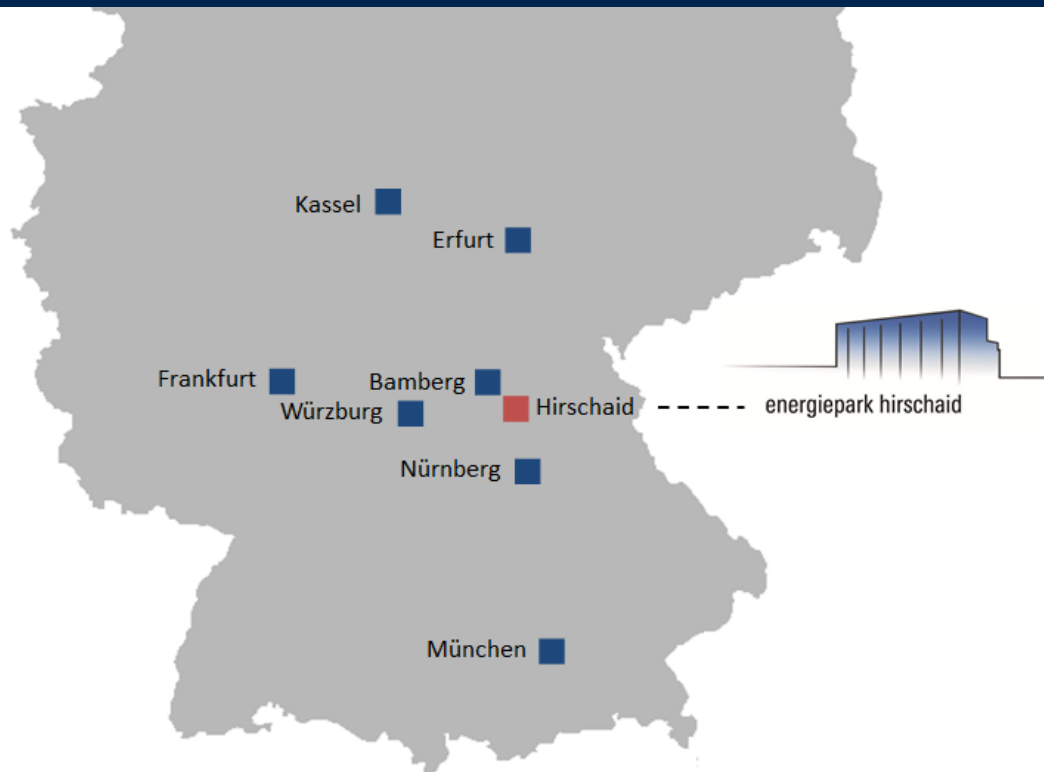 Kassel
Erfurt
Frankfurt
Bamberg
Würzburg
Hirschaid
energiepark hirschaid
Nürnberg
München